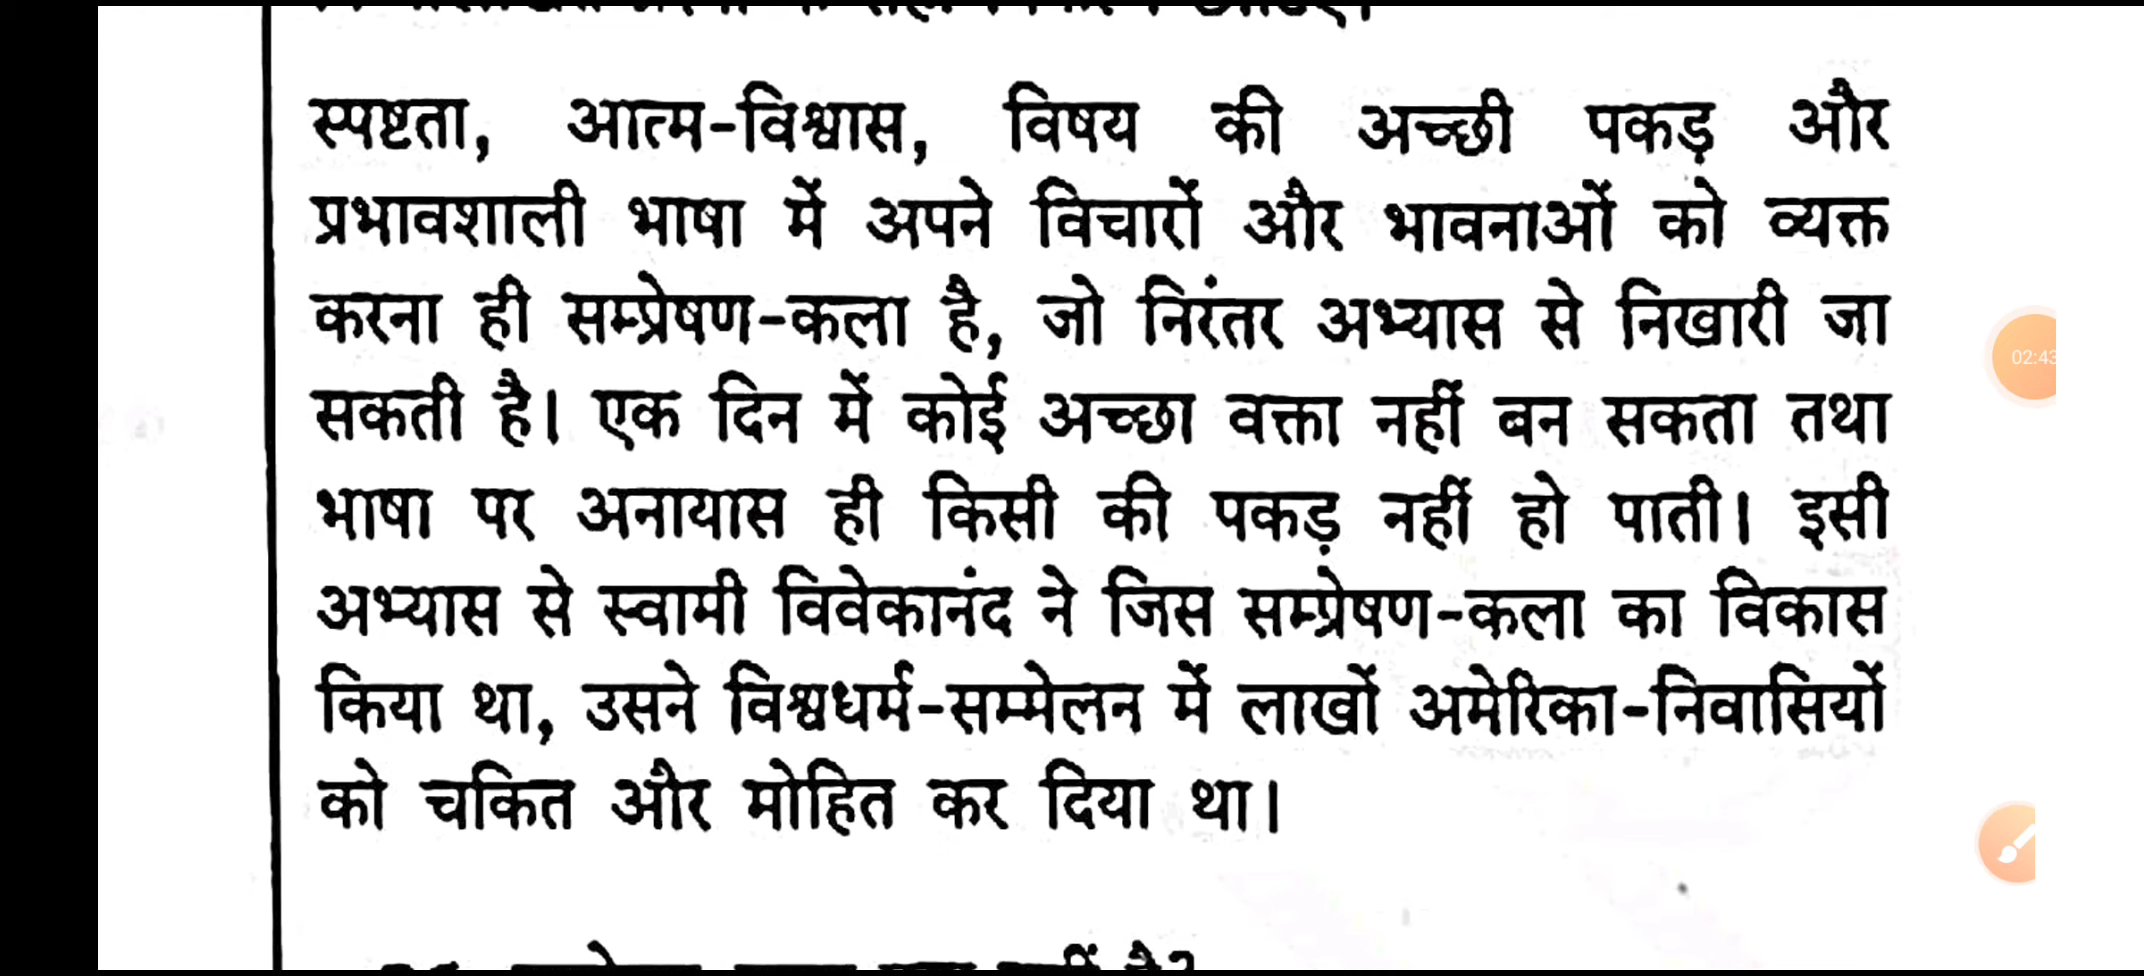 स्पष्टता, आत्म-विश्वास, विषय की अच्छी पकड़ और
प्रभावशाली भाषा में अपने विचारों और भावनाओं को व्यक्त
करना ही सम्प्रेषण-कला है, जो निरंतर अभ्यास से निखारी जा
सकती है। एक दिन में कोई अच्छा वक्ता नहीं बन सकता तथा
भाषा पर अनायास ही किसी की पकड़ नहीं हो पाती। इसी
अभ्यास से स्वामी विवेकानंद ने जिस सम्प्रेषण-कला का विकास
किया था, उसने विश्वधर्म-सम्मेलन में लाखों अमेरिका-निवासियों
को चकित और मोहित कर दिया था।
02:43